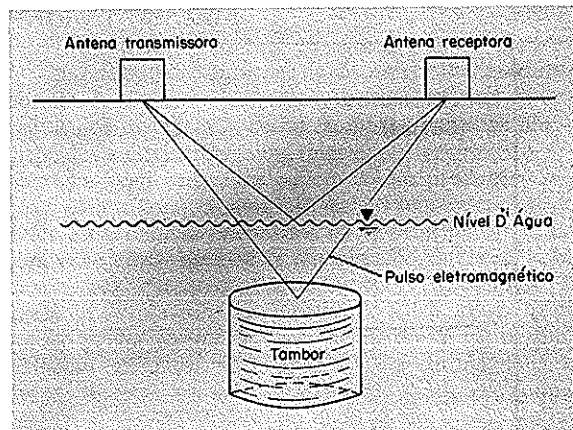 Antena transmissora
Antena receptora
Nível D'Água
Pulso eletromagnético
Tambor